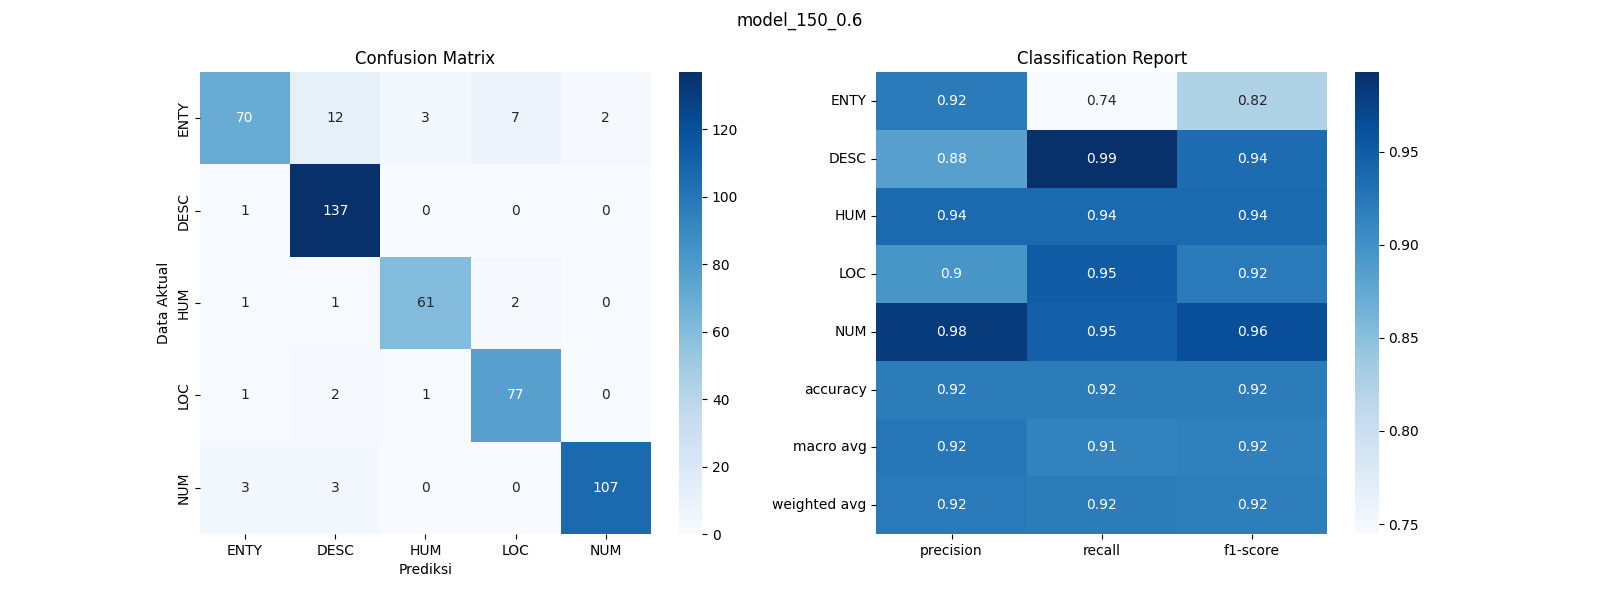 model_150_0.6
Confusion Matrix
ENTY 70 12 3 7 2
DESC 1 137 0 0 0
HUM 1 1 61 2 0
LOC 1 2 1 77 0
NUM 3 3 0 0 107
Data Aktual
ENTY DESC HUM LOC NUM
Prediksi
120
100
80
60
40
20
0
Classification Report
ENTY 0.92 0.74 0.82
DESC 0.88 0.99 0.94
HUM 0.94 0.94 0.94
LOC 0.9 0.95 0.92
NUM 0.98 0.95 0.96
accuracy 0.92 0.92 0.92
macro avg 0.92 0.91 0.92
weighted avg 0.92 0.92 0.92
precision recall f1-score
0.95
0.90
0.85
0.80
0.75